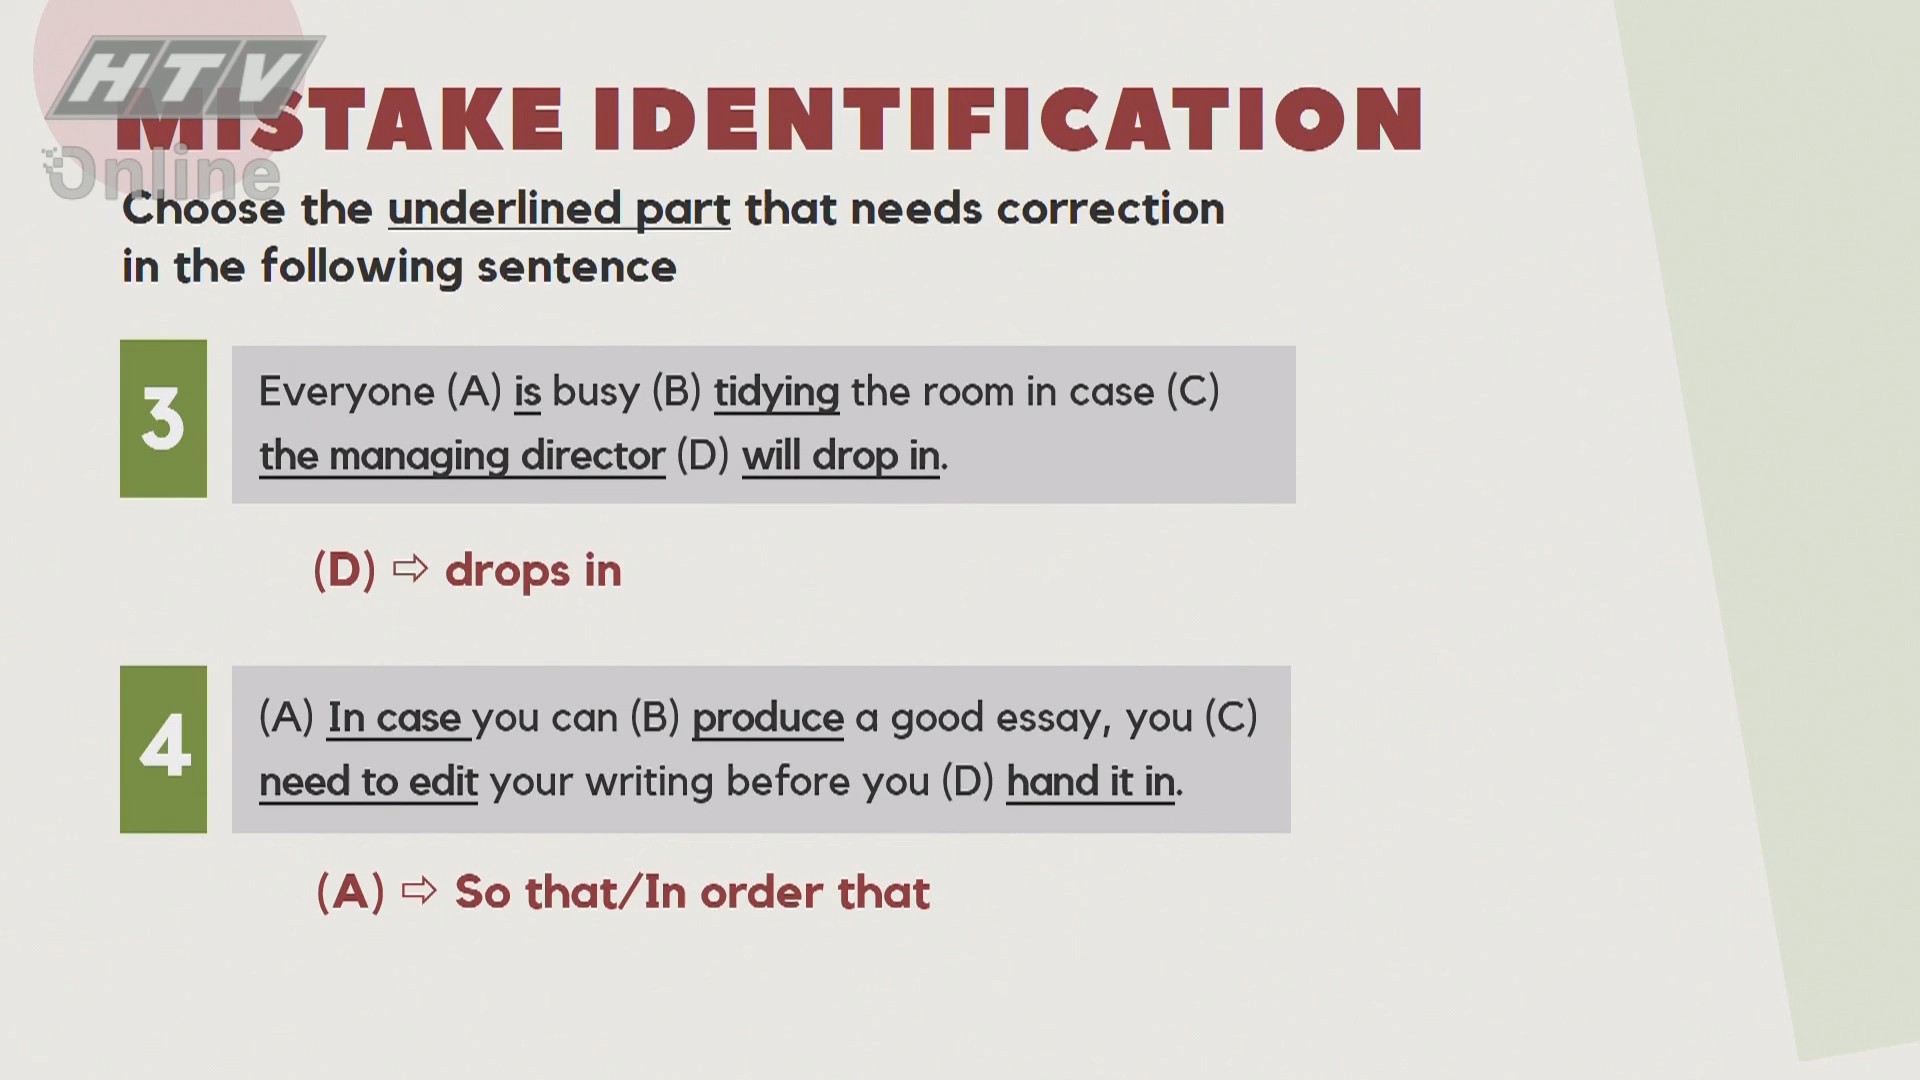 HTV
Online
MISTAKE IDENTIFICATION
Choose the underlined part that needs correction
in the following sentence
3
Everyone (A) is busy (B) tidying the room in case (C)
the managing director (D) will drop in.
(D) ⇨ drops in
4
(A) In case you can (B) produce a good essay, you (C)
need to edit your writing before you (D) hand it in.
(A) ⇨ So that/In order that